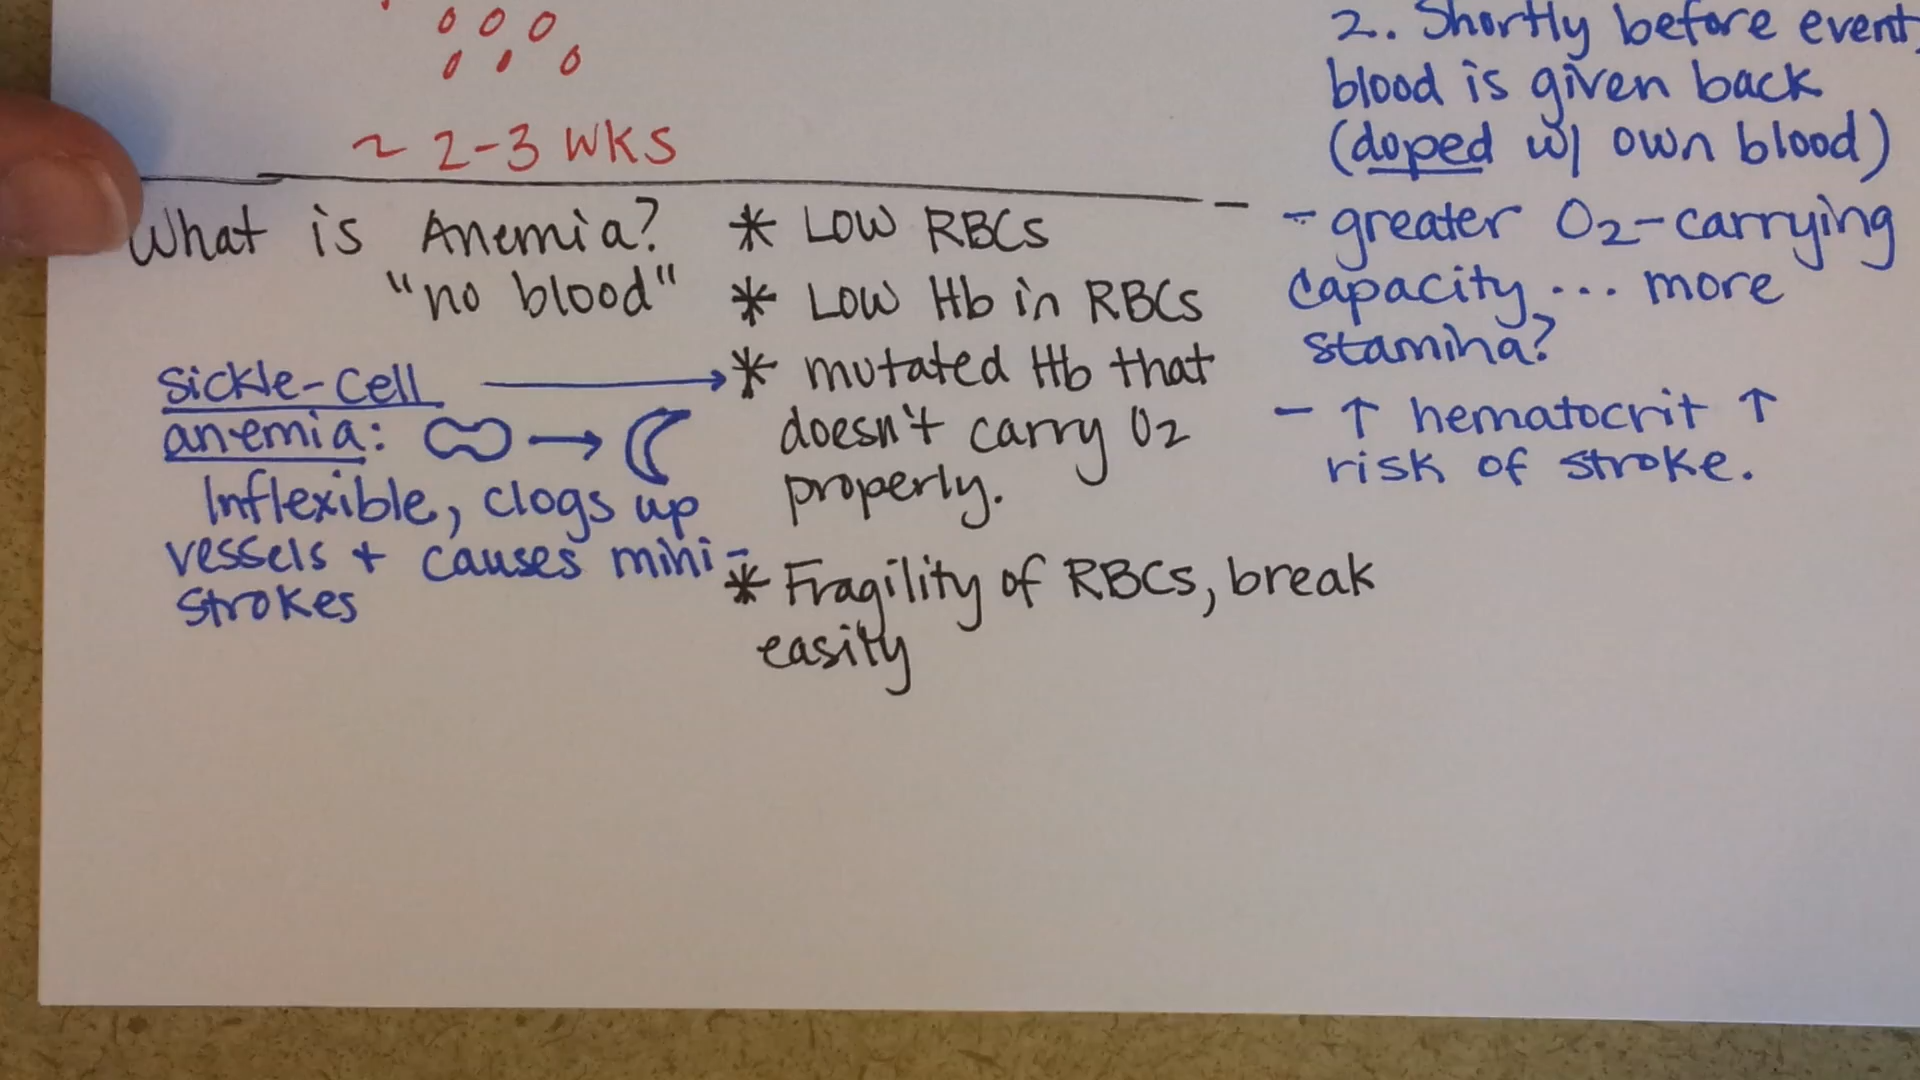 ~ 2-3 WKS
What is Anemia?
"no blood"
* Low RBCs
* Low Hb in RBCs
* mutated Hb that
doesn't carry O2
properly.
* Fragility of RBCs, break
easily
Sickle-cell
anemia:
Inflexible, clogs up
vessels + causes mini-
strokes
2. Shortly before event,
blood is given back
(doped w/ own blood)
- greater O2-carrying
capacity... more
stamina?
- ↑ hematocrit ↑
risk of stroke.